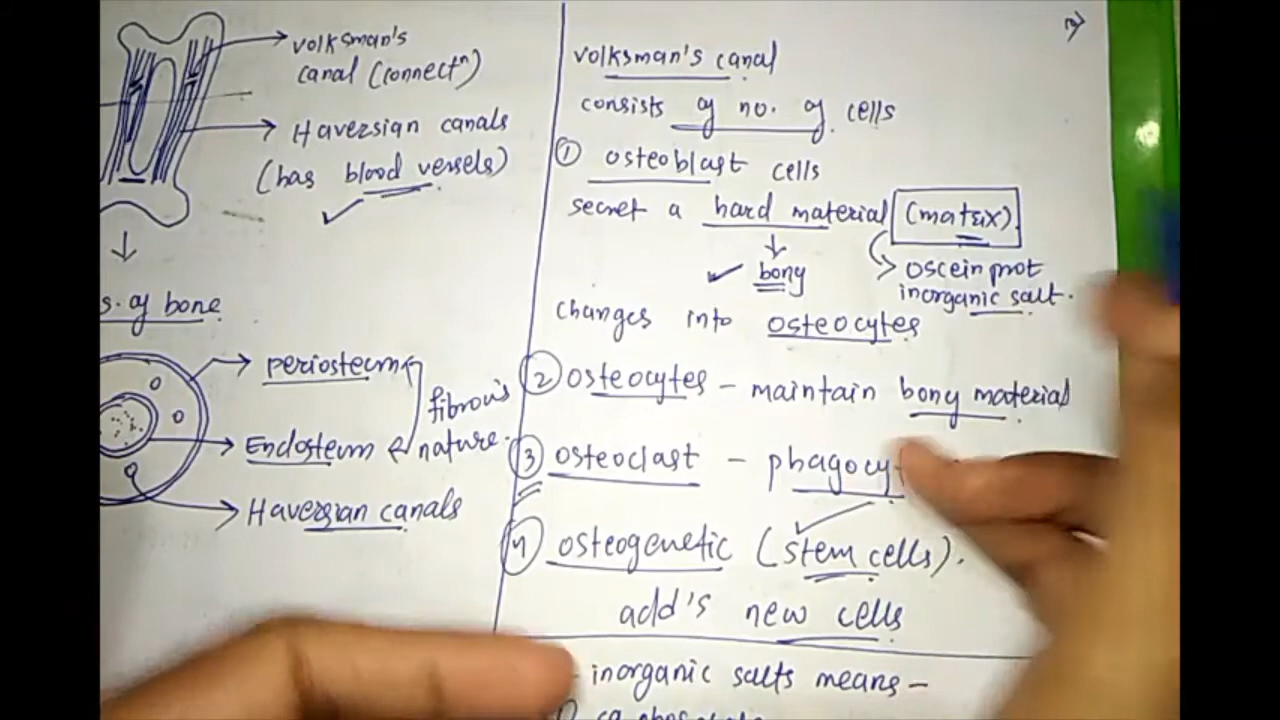 volksman's
canal (connectⁿ)
Haversian canals
(has blood vessels)
s. of bone
periosteum
Endosteum
fibrous
nature.
Haversian canals
volksman's canal
consists of no. of cells
① osteoblast cells
secret a hard material (matrix).
bony
oscein prot
inorganic salt.
changes into osteocytes
② osteocytes – maintain bony material
③ osteoclast – phagocy
④ osteogenetic (stem cells).
add's new cells
inorganic salts means –